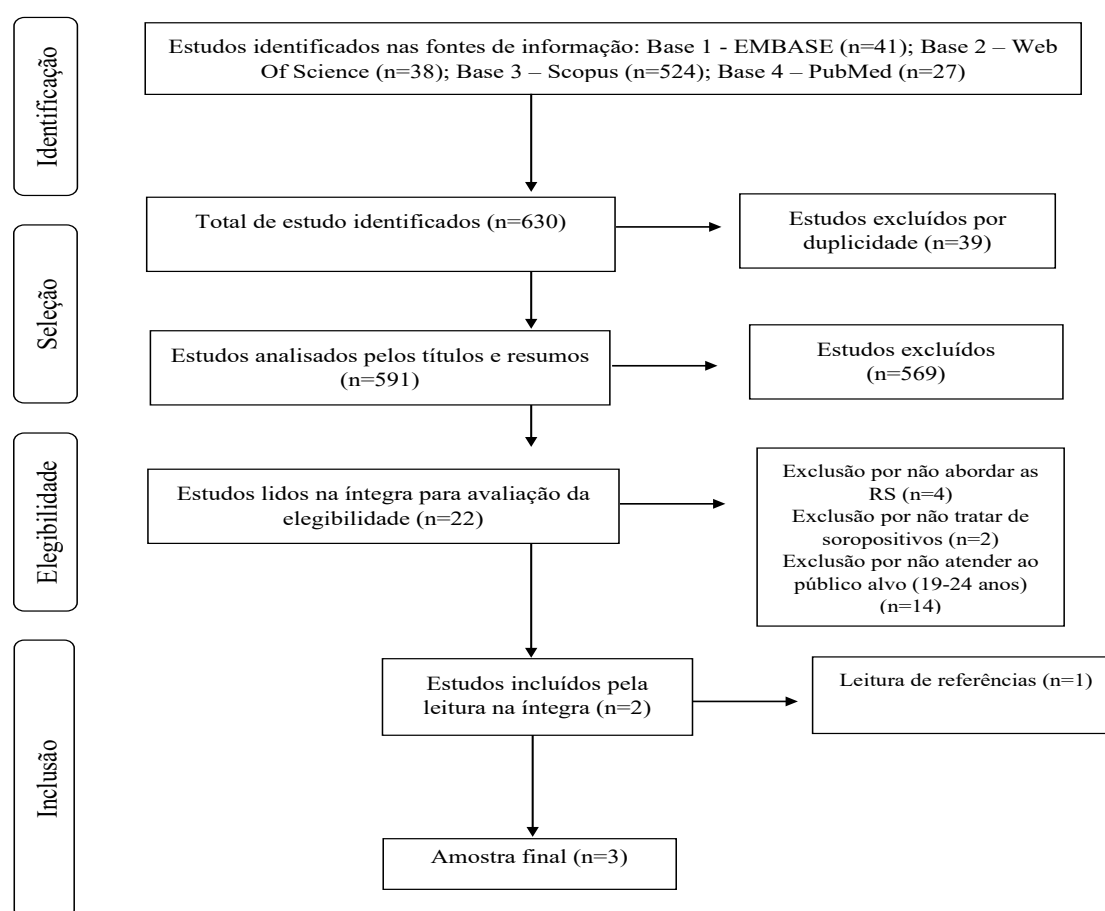 Identificação
Estudos identificados nas fontes de informação: Base 1 - EMBASE (n=41); Base 2 – Web
Of Science (n=38); Base 3 – Scopus (n=524); Base 4 – PubMed (n=27)
Total de estudo identificados (n=630)
Estudos excluídos por
duplicidade (n=39)
Seleção
Estudos analisados pelos títulos e resumos
(n=591)
Estudos excluídos
(n=569)
Elegibilidade
Estudos lidos na íntegra para avaliação da
elegibilidade (n=22)
Exclusão por não abordar as
RS (n=4)
Exclusão por não tratar de
soropositivos (n=2)
Exclusão por não atender ao
público alvo (19-24 anos)
(n=14)
Inclusão
Estudos incluídos pela
leitura na íntegra (n=2)
Leitura de referências (n=1)
Amostra final (n=3)